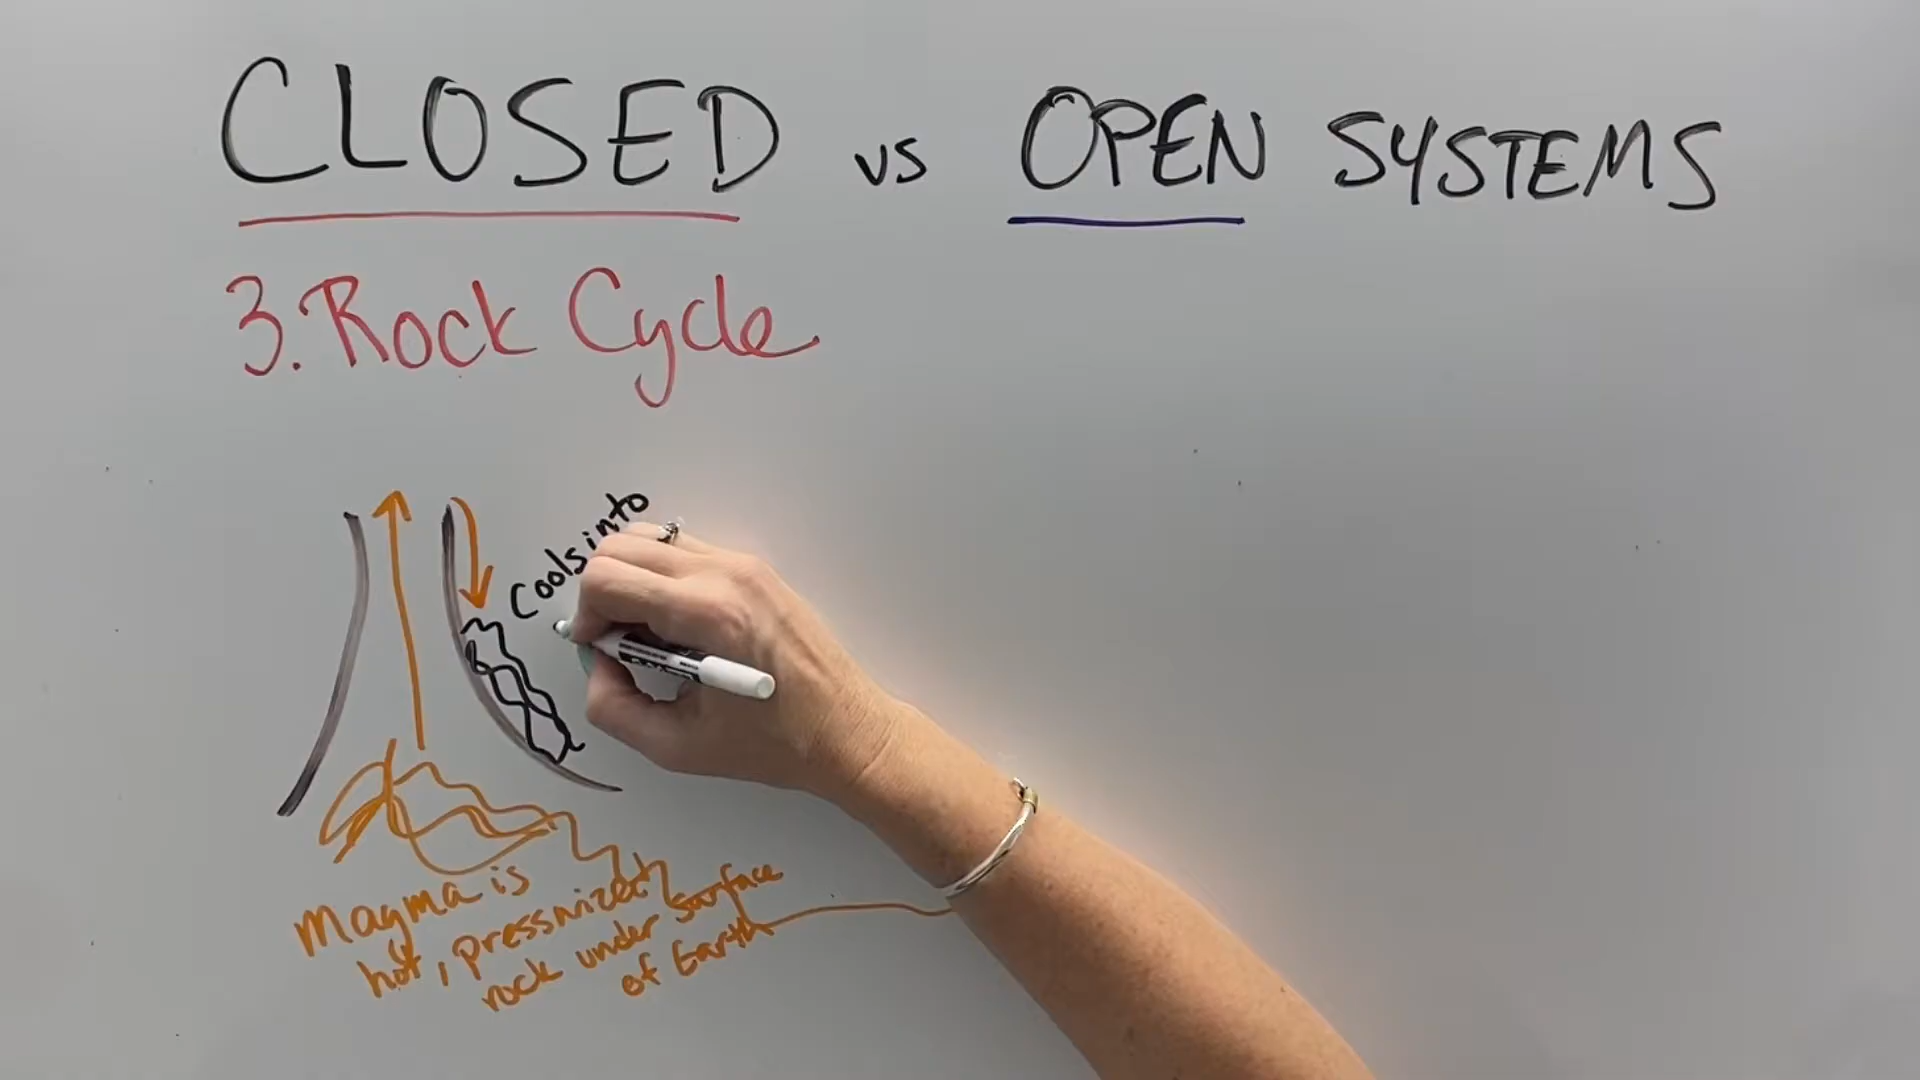 CLOSED vs OPEN SYSTEMS
3. Rock Cycle
Cools into
Magma is
hot, pressurized
rock under surface
of Earth